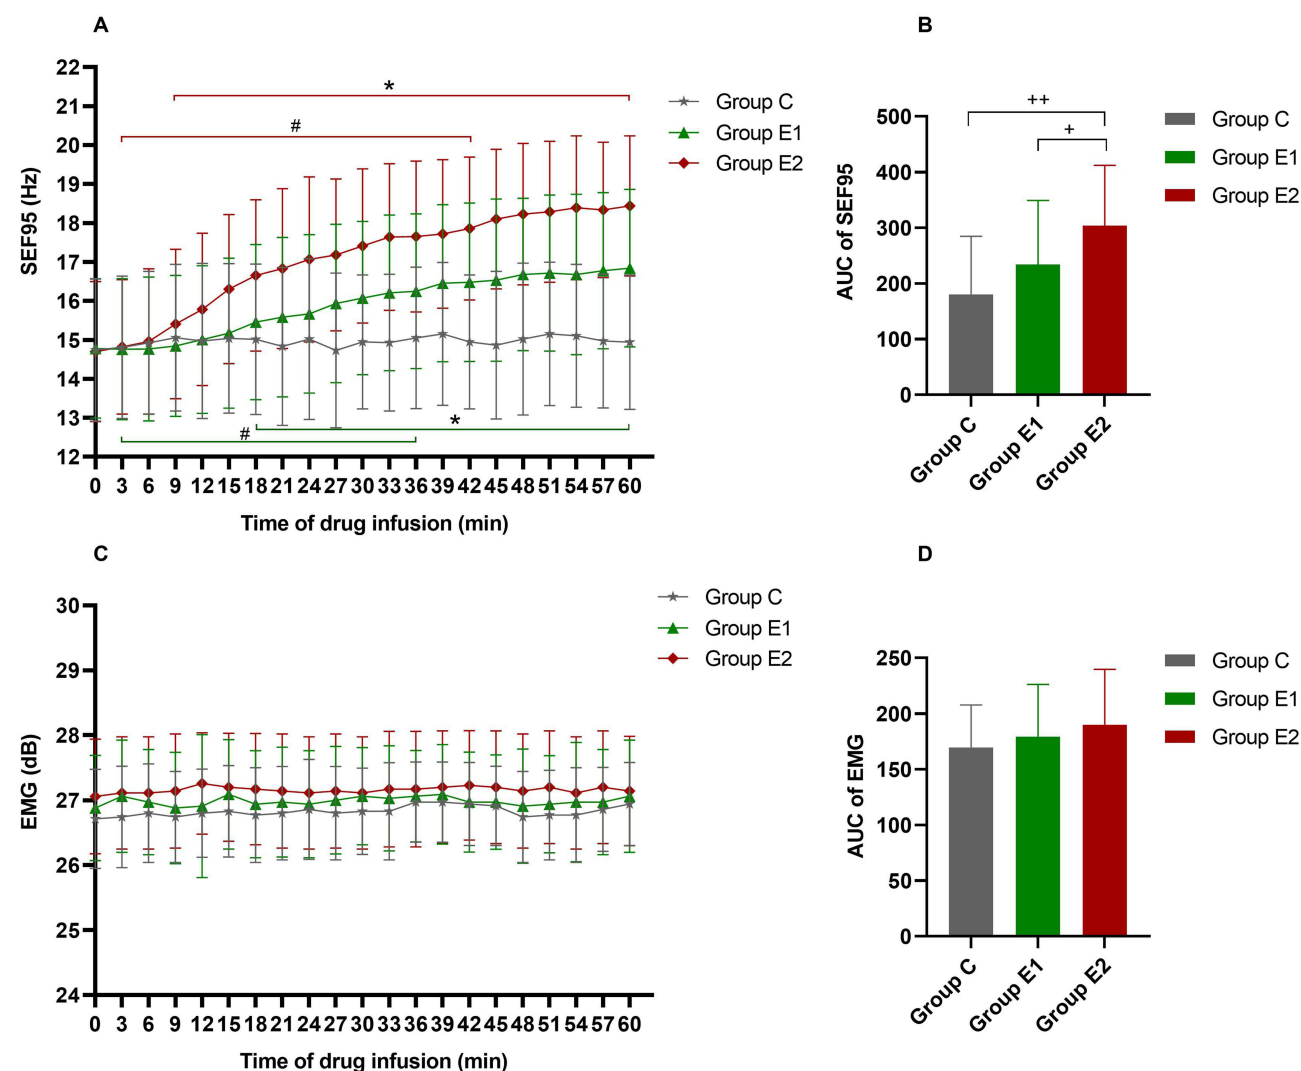 A
22
21
20
19
18
17
16
15
14
13
12
SEF95 (Hz)
*
#
#
*
Group C
Group E1
Group E2
0 3 6 9 12 15 18 21 24 27 30 33 36 39 42 45 48 51 54 57 60
Time of drug infusion (min)
B
500
400
300
200
100
0
AUC of SEF95
++
+
Group C
Group E1
Group E2
Group C
Group E1
Group E2
C
30
29
28
27
26
25
24
EMG (dB)
Group C
Group E1
Group E2
0 3 6 9 12 15 18 21 24 27 30 33 36 39 42 45 48 51 54 57 60
Time of drug infusion (min)
D
250
200
150
100
50
0
AUC of EMG
Group C
Group E1
Group E2
Group C
Group E1
Group E2